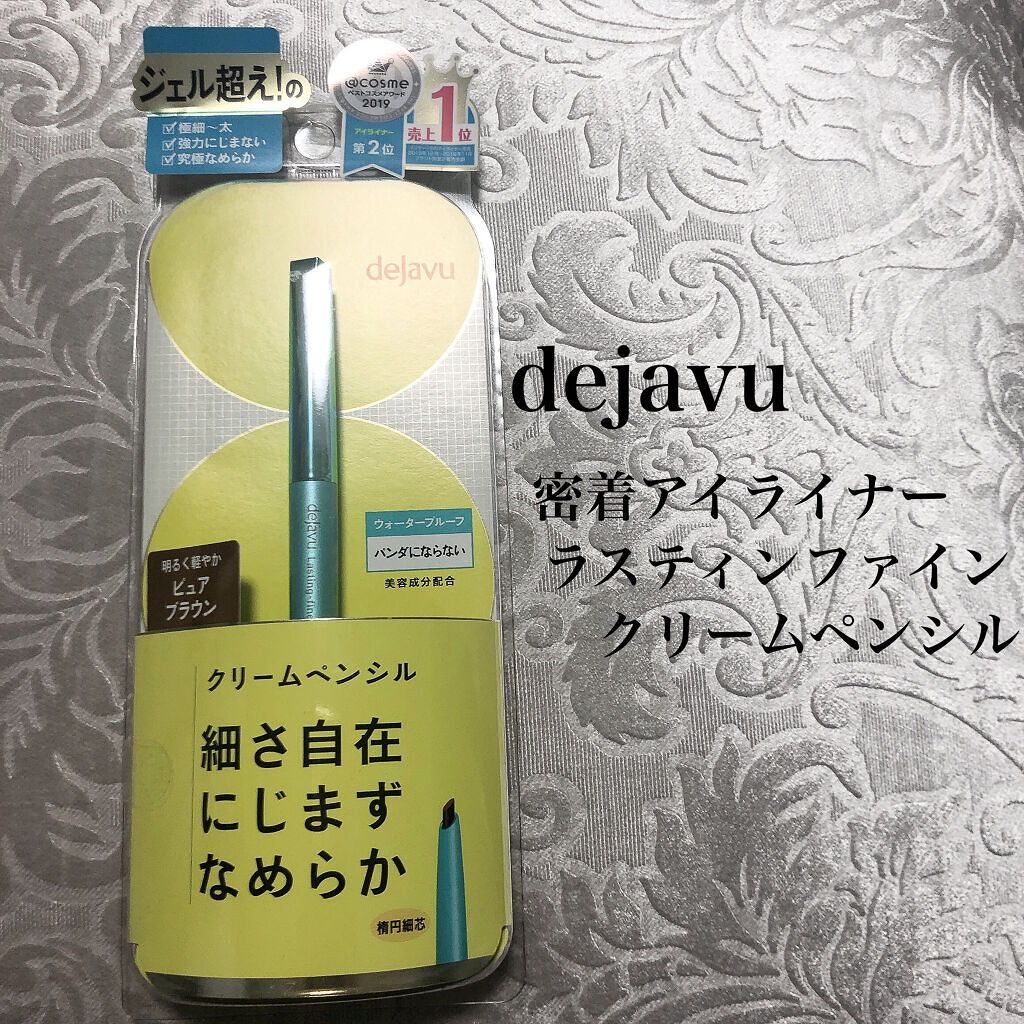 ジェル超え!の
☑極細〜太
☑強力ににじまない
☑究極なめらか
@cosme
ベストコスメアワード
2019
アイライナー
第2位
売上1位
dejavu
dejavu Lasting-fine
ウォータープルーフ
パンダにならない
美容成分配合
明るく軽やか
ピュア
ブラウン
クリームペンシル
細さ自在
にじまず
なめらか
楕円細芯
dejavu
密着アイライナー
ラスティンファイン
クリームペンシル